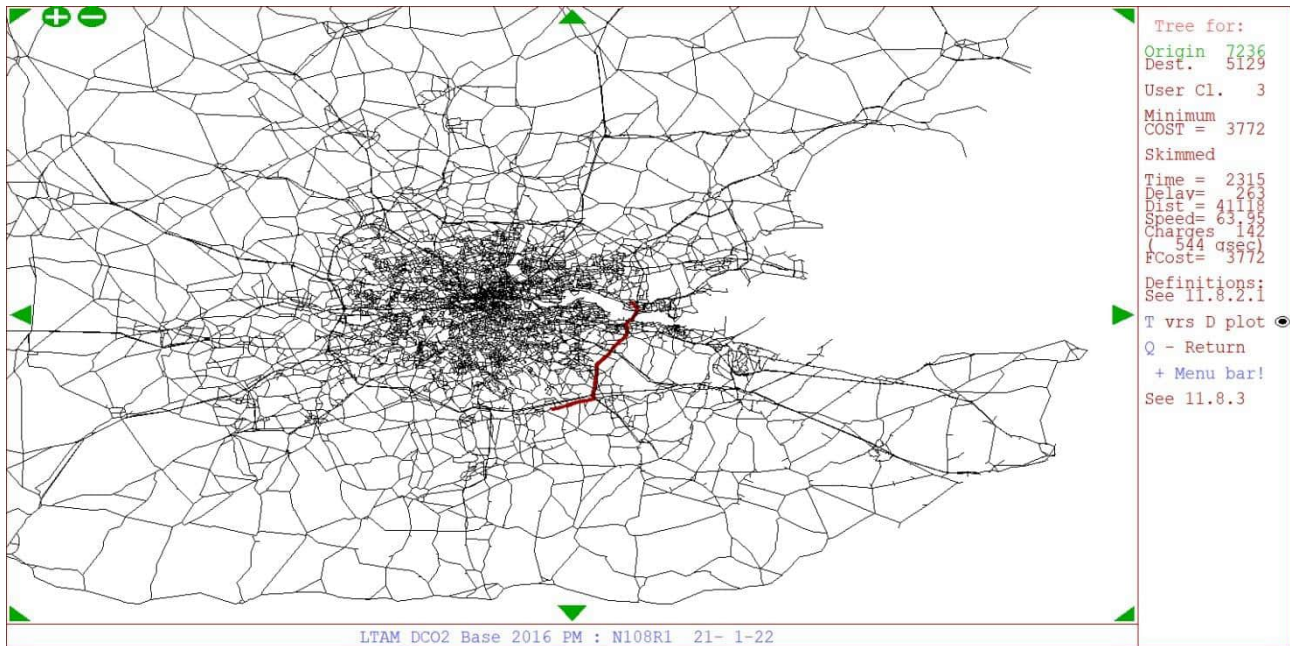 Tree for:
Origin 7236
Dest. 5129
User Cl. 3
Minimum
COST = 3772
Skimmed
Time = 2315
Delay= 263
Dist = 41118
Speed= 63.95
Charges 142
( 544 gsec)
FCost= 3772
Definitions:
See 11.8.2.1
T vrs D plot
Q - Return
+ Menu bar!
See 11.8.3
LTAM DCO2 Base 2016 PM : N108R1 21- 1-22